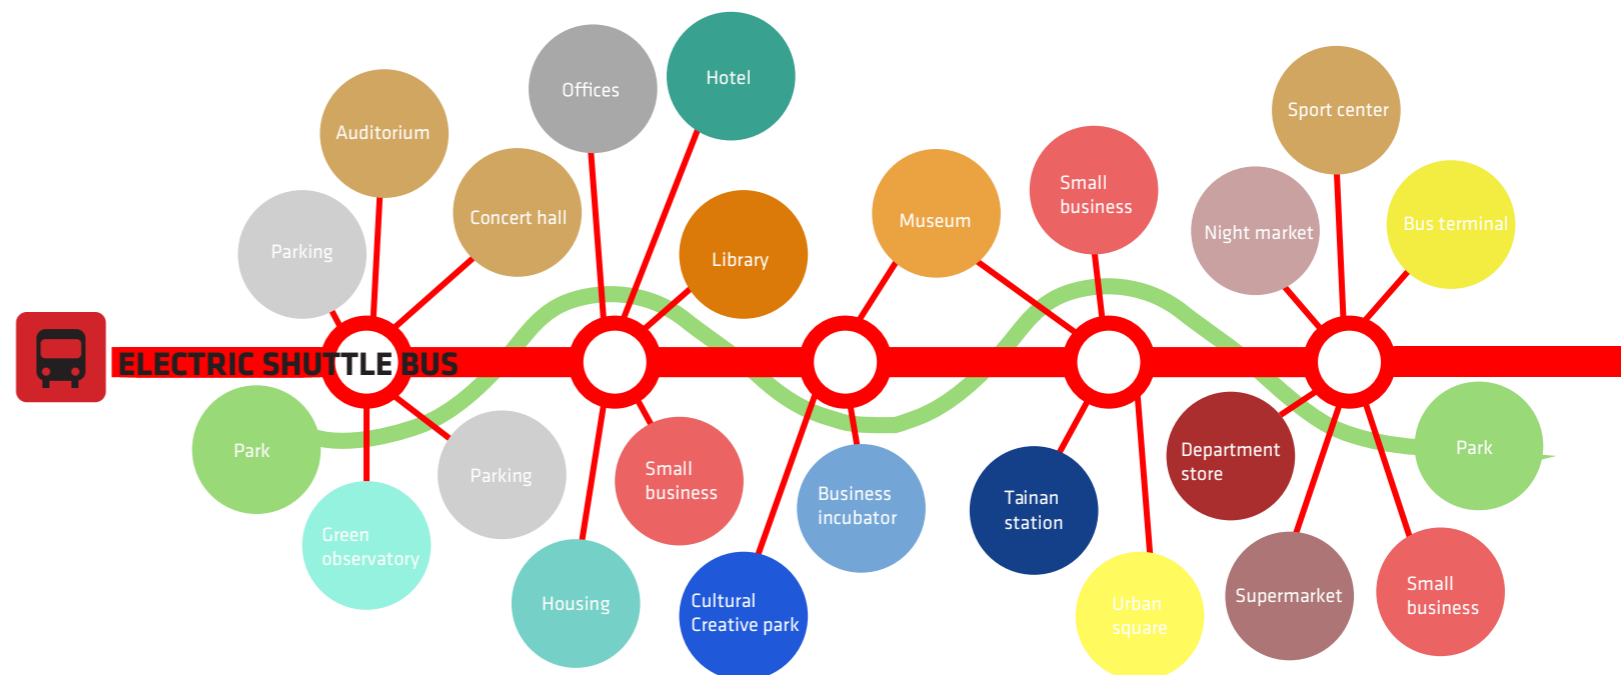 Offices
Hotel
Auditorium
Sport center
Small
business
Concert hall
Museum
Night market
Bus terminal
Parking
Library
ELECTRIC SHUTTLE BUS
Park
Parking
Small
business
Business
incubator
Tainan
station
Department
store
Park
Green
observatory
Housing
Cultural
Creative park
Urban
square
Supermarket
Small
business